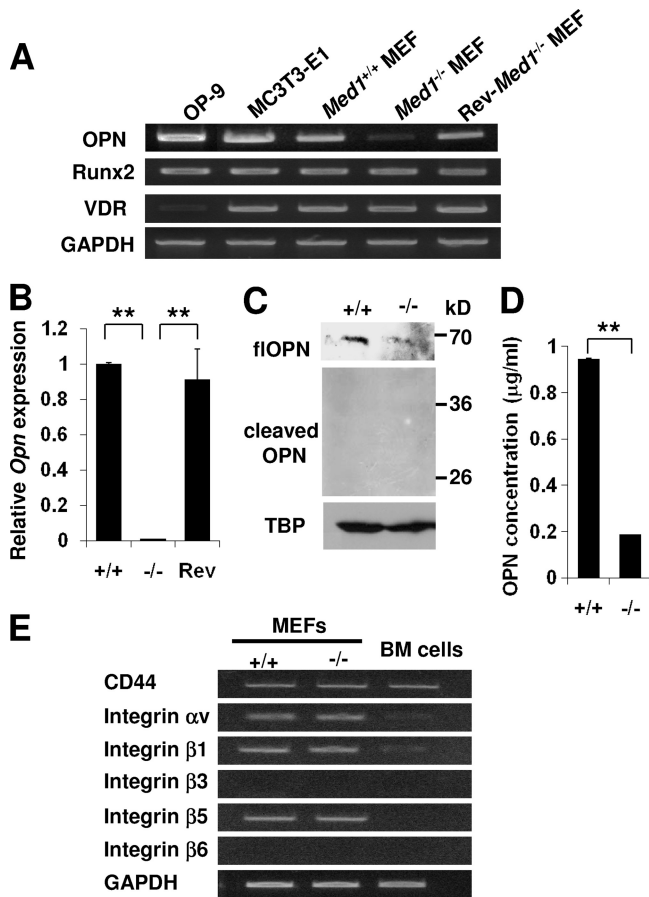 A
OP-9
MC3T3-E1
Med1+/+ MEF
Med1-/- MEF
Rev-Med1-/- MEF
OPN
Runx2
VDR
GAPDH
B
** **
Relative Opn expression
1.2
1
0.8
0.6
0.4
0.2
0
+/+ -/- Rev
C
+/+ -/- kD
flOPN
70
36
cleaved
OPN
26
TBP
D
**
OPN concentration (μg/ml)
1
0.8
0.6
0.4
0.2
0
+/+ -/-
E
MEFs
BM cells
+/+ -/-
CD44
Integrin αv
Integrin β1
Integrin β3
Integrin β5
Integrin β6
GAPDH